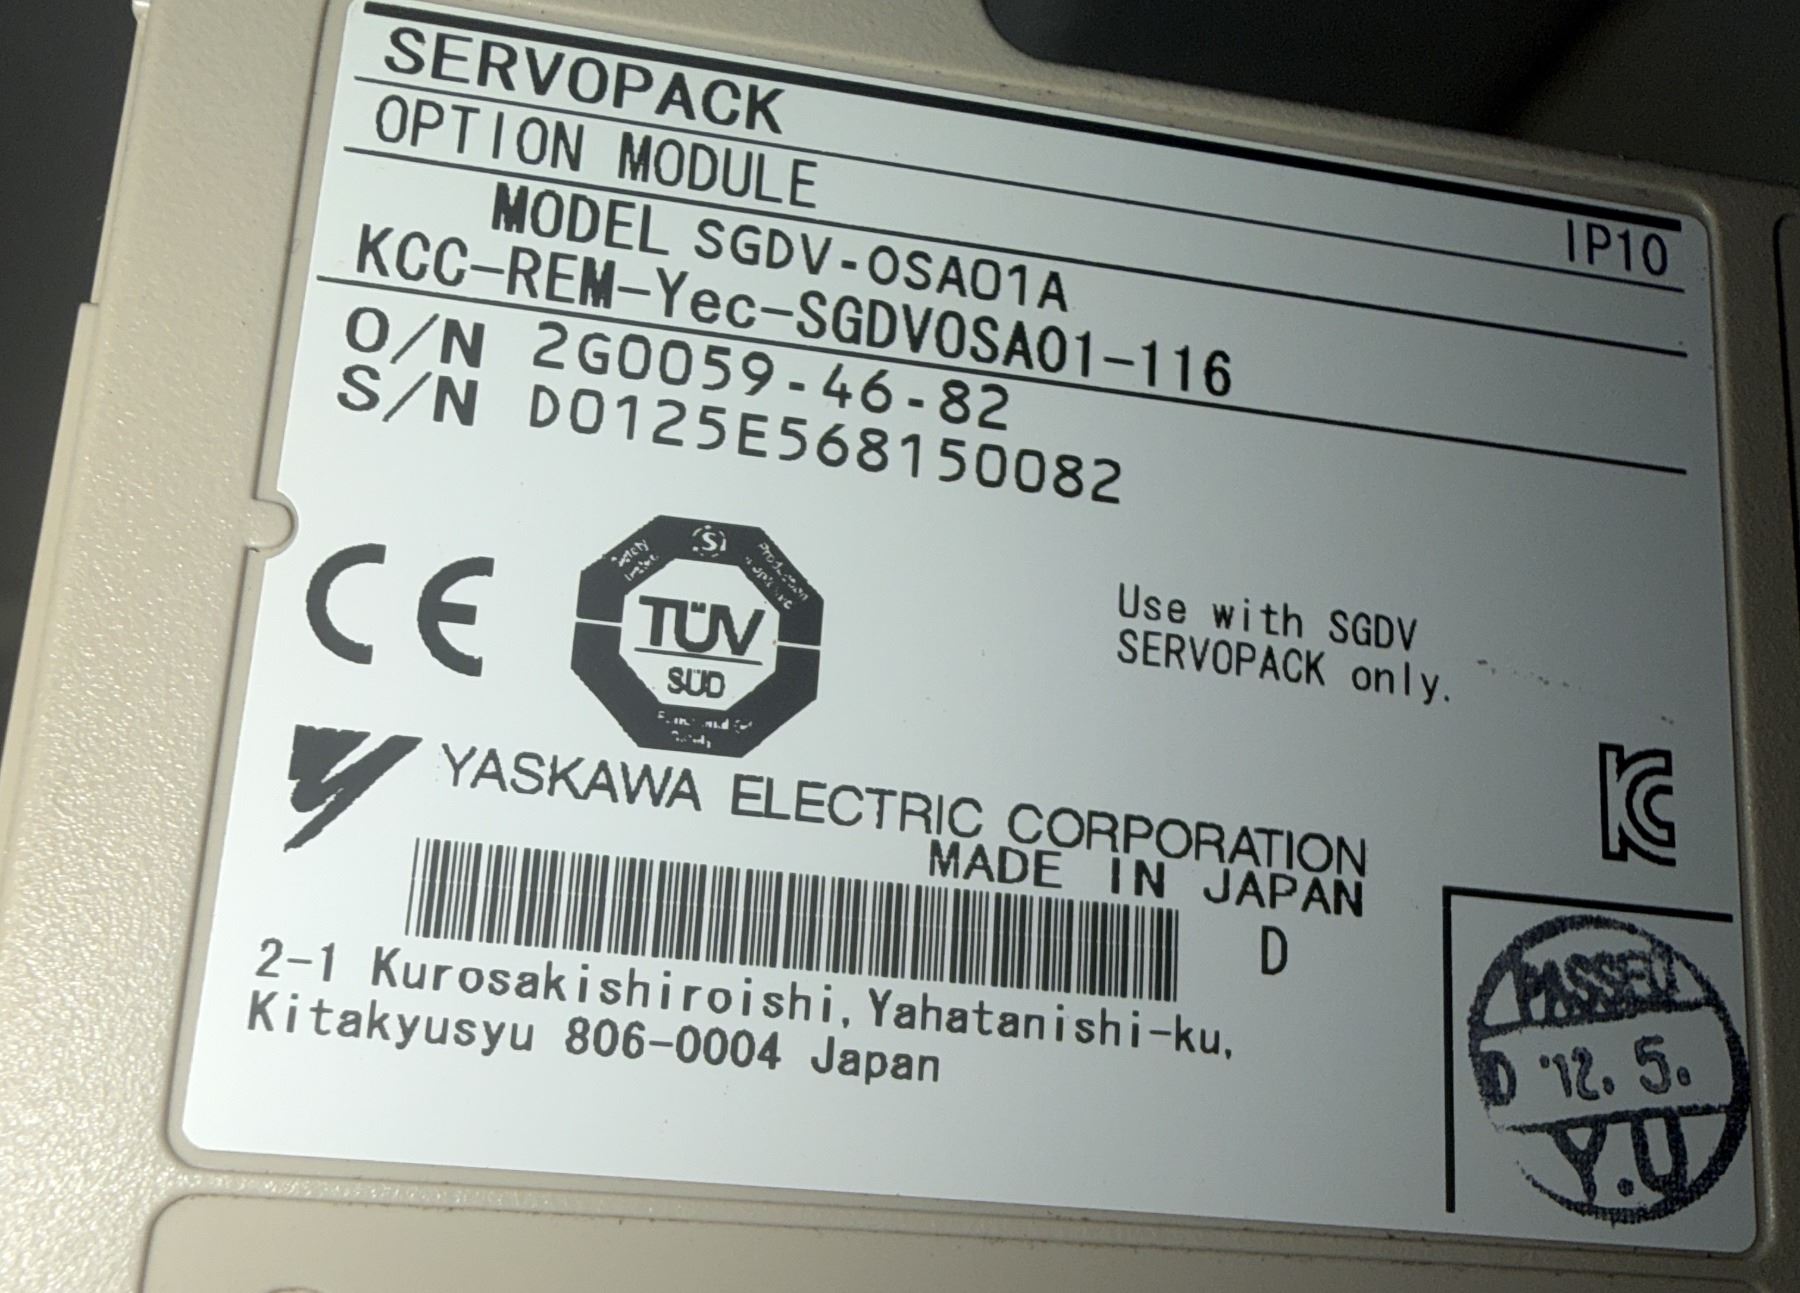 SERVOPACK
OPTION MODULE
IP10
MODEL SGDV-OSA01A
KCC-REM-Yec-SGDVOSA01-116
O/N 2G0059-46-82
S/N D0125E568150082
CE
TÜV
SÜD
Use with SGDV
SERVOPACK only.
YASKAWA ELECTRIC CORPORATION
MADE IN JAPAN
D
2-1 Kurosakishiroishi, Yahatanishi-ku,
Kitakyusyu 806-0004 Japan
PASSED
D '12. 5.
Y.U